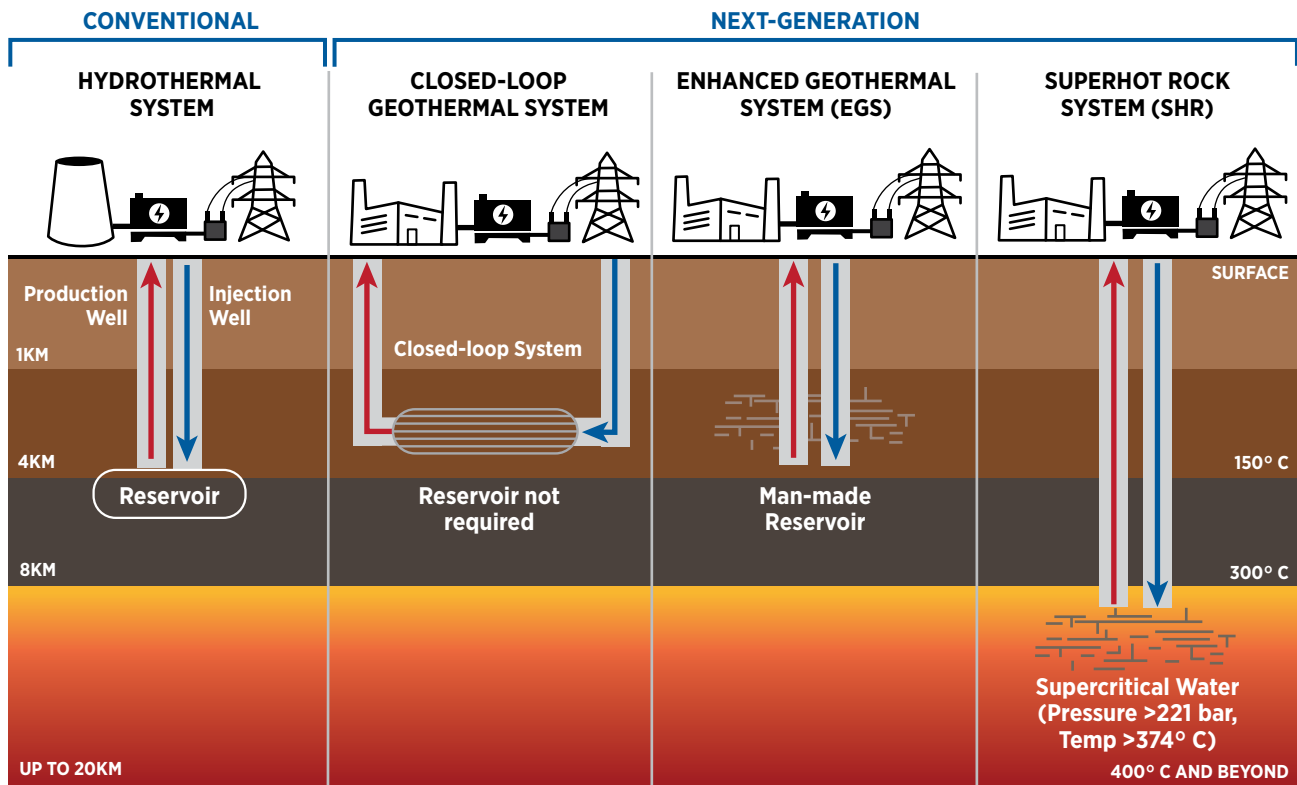 CONVENTIONAL
NEXT-GENERATION
HYDROTHERMAL
SYSTEM
CLOSED-LOOP
GEOTHERMAL SYSTEM
ENHANCED GEOTHERMAL
SYSTEM (EGS)
SUPERHOT ROCK
SYSTEM (SHR)
SURFACE
Production
Well
Injection
Well
Closed-loop System
1KM
4KM
150° C
Reservoir
Reservoir not
required
Man-made
Reservoir
8KM
300° C
Supercritical Water
(Pressure >221 bar,
Temp >374° C)
UP TO 20KM
400° C AND BEYOND